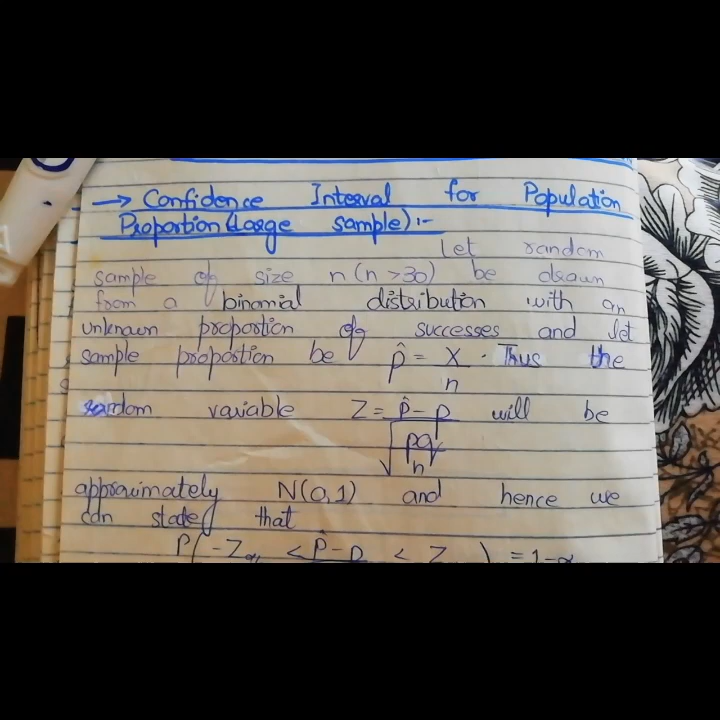 → Confidence Interval for Population
Proportion (Large sample) :-
Let random
sample of size n (n >30) be drawn
from a binomial distribution with an
unknown proportion of successes and let
sample proportion be p̂ = X/n . Thus the
random variable Z = (p̂ - p)/√(pq/n) will be
approximately N(0,1) and hence we
can state that
P(-Zα/ < p̂ - p < Z ) = 1-α